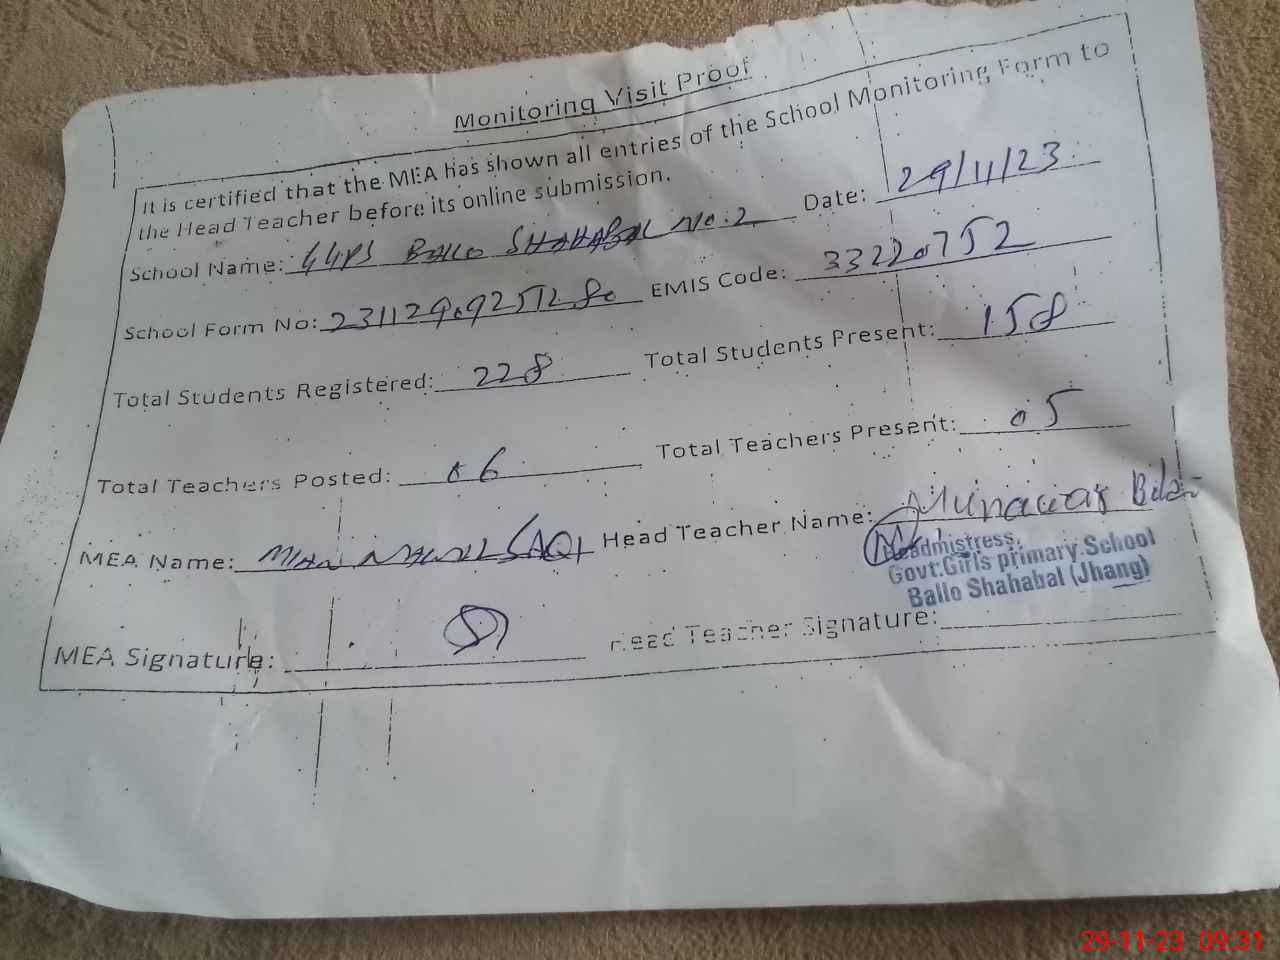 Monitoring Visit Proof
It is certified that the MEA has shown all entries of the School Monitoring Form to
the Head Teacher before its online submission.
Date: 29/11/23
School Name: GGPS BALLO SHAHABAL NO.2
EMIS Code: 33220752
School Form No:
Total Students Registered: 228
Total Students Present: 158
Total Teachers Posted: 06
Total Teachers Present: 05
MEA Name: MIAN SAQI
Head Teacher Name: Munawar
Headmistress,
Govt:Girls primary School
Ballo Shahabal (Jhang)
MEA Signature:
Head Teacher Signature:
29-11-23 09:31